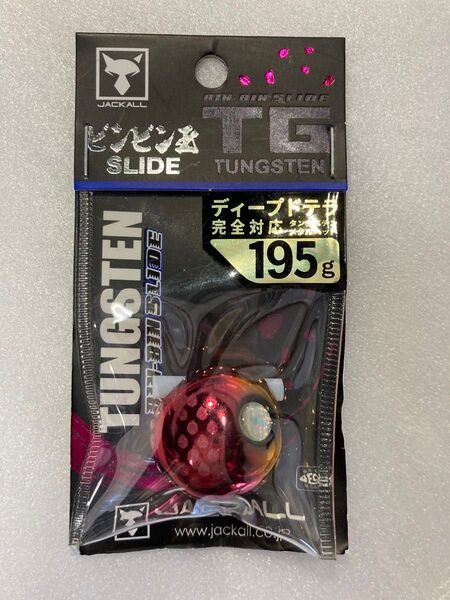 JACKALL
BIN-BIN SLIDE
ビンビン玉
SLIDE
TG
TUNGSTEN
ディープドテラ
完全対応
195g
TUNGSTEN
BIN-BIN SLIDE
JACKALL
www.jackall.co.jp